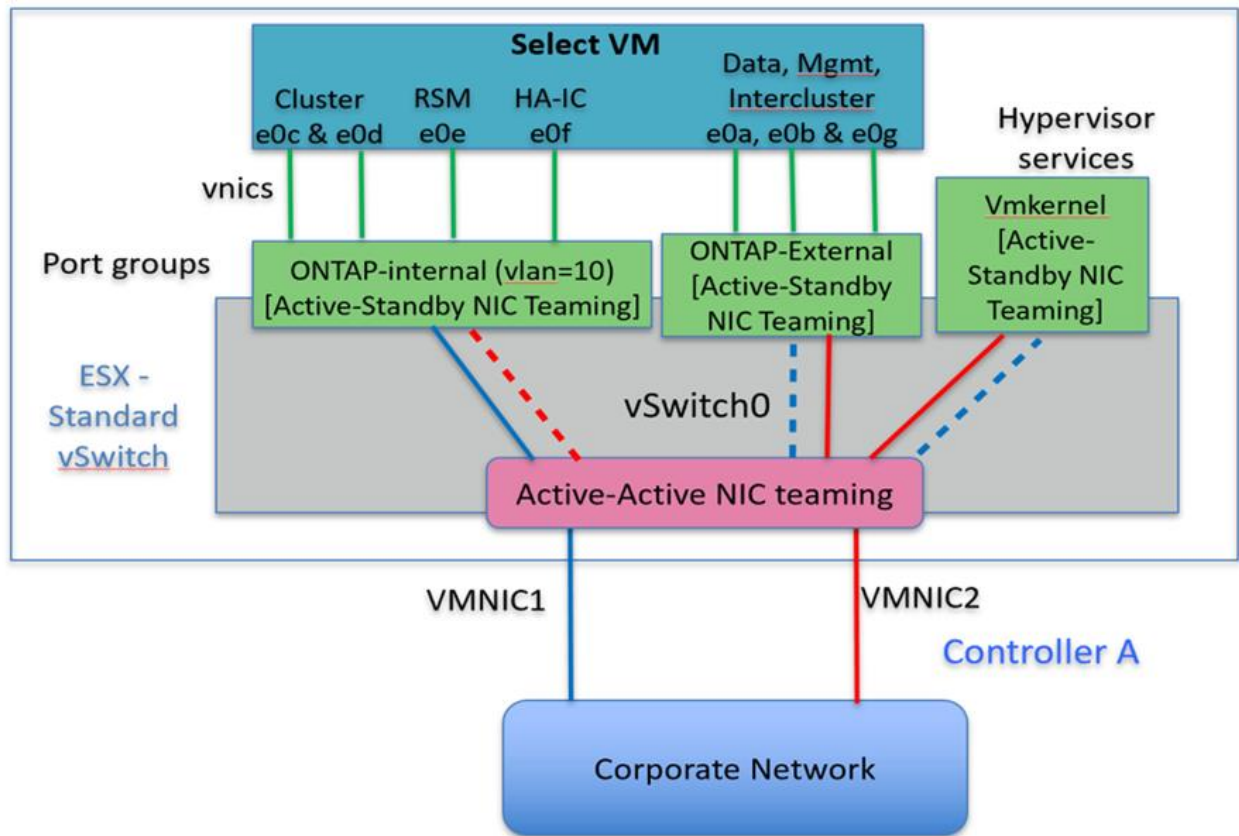 Select VM
Cluster
e0c & e0d
RSM
e0e
HA-IC
e0f
Data, Mgmt,
Intercluster
e0a, e0b & e0g
Hypervisor
services
vnics
Port groups
ONTAP-internal (vlan=10)
[Active-Standby NIC Teaming]
ONTAP-External
[Active-Standby
NIC Teaming]
Vmkernel
[Active-
Standby NIC
Teaming]
ESX -
Standard
vSwitch
vSwitch0
Active-Active NIC teaming
VMNIC1
VMNIC2
Controller A
Corporate Network